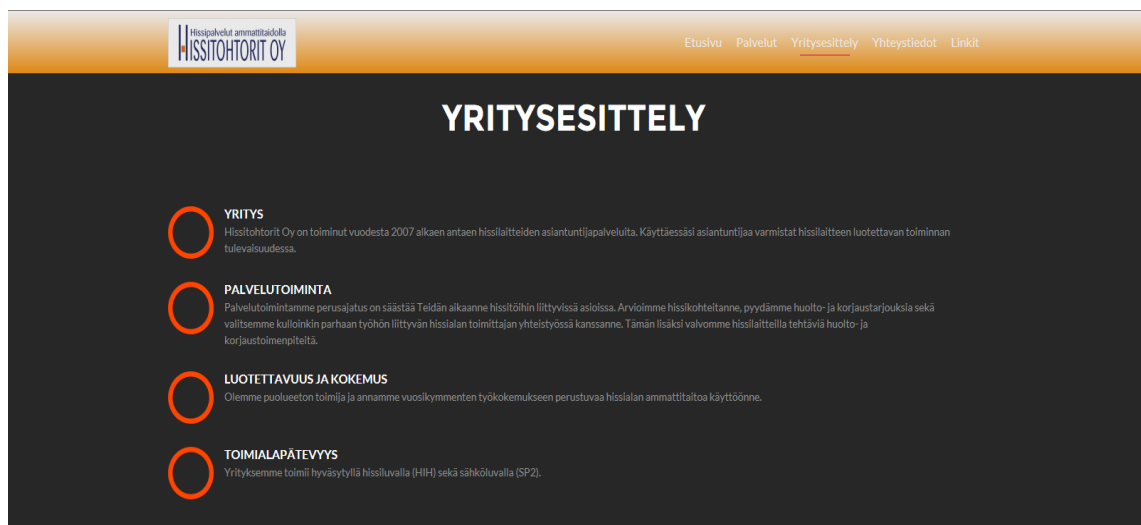 Hissipalvelut ammattitaidolla
HISSITOHTORIT OY
Etusivu Palvelut Yritysesittely Yhteystiedot Linkit
YRITYSESITTELY
YRITYS
Hissitohtorit Oy on toiminut vuodesta 2007 alkaen antaen hissilaitteiden asiantuntijapalveluita. Käyttäessäsi asiantuntijaa varmistat hissilaitteen luotettavan toiminnan
tulevaisuudessa.
PALVELUTOIMINTA
Palvelutoimintamme perusajatus on säästää Teidän aikaanne hissitöihin liittyvissä asioissa. Arvioimme hissikohteitanne, pyydämme huolto- ja korjaustarjouksia sekä
valitsemme kulloinkin parhaan työhön liittyvän hissialan toimittajan yhteistyössä kanssanne. Tämän lisäksi valvomme hissilaitteilla tehtäviä huolto- ja
korjaustoimenpiteitä.
LUOTETTAVUUS JA KOKEMUS
Olemme puolueeton toimija ja annamme vuosikymmenten työkokemukseen perustuvaa hissialan ammattitaitoa käyttöönne.
TOIMIALAPÄTEVYYS
Yrityksemme toimii hyväsytyllä hissiluvalla (HIH) sekä sähköluvalla (SP2).